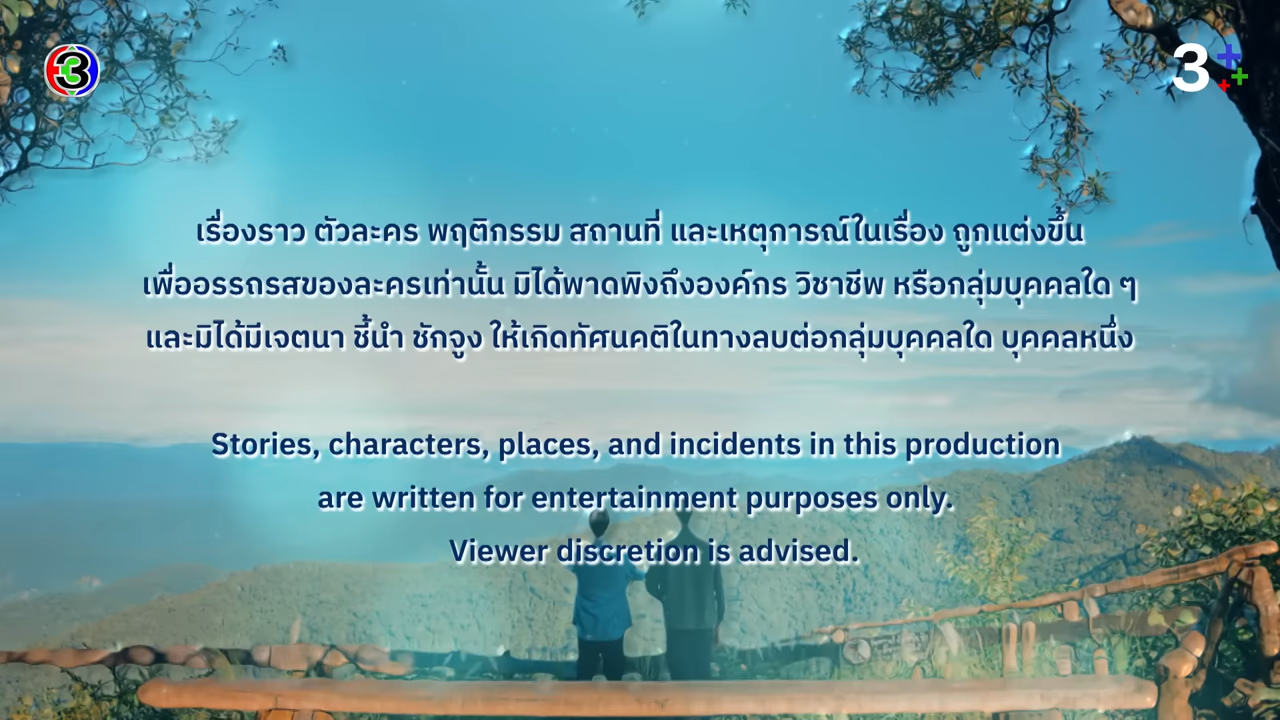 3
3
เรื่องราว ตัวละคร พฤติกรรม สถานที่ และเหตุการณ์ในเรื่อง ถูกแต่งขึ้น
เพื่ออรรถรสของละครเท่านั้น มิได้พาดพิงถึงองค์กร วิชาชีพ หรือกลุ่มบุคคลใด ๆ
และมิได้มีเจตนา ชี้นำ ชักจูง ให้เกิดทัศนคติในทางลบต่อกลุ่มบุคคลใด บุคคลหนึ่ง
Stories, characters, places, and incidents in this production
are written for entertainment purposes only.
Viewer discretion is advised.